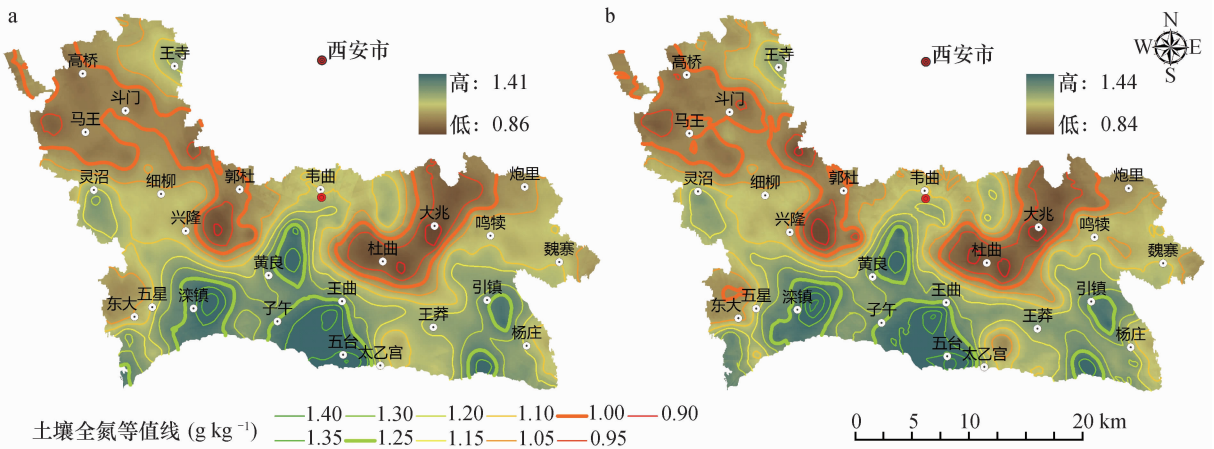 a
西安市
高：1.41
低：0.86
王寺
高桥
斗门
马王
灵沼
细柳
郭杜
韦曲
炮里
兴隆
大兆
鸣犊
杜曲
魏寨
黄良
东大
五星
滦镇
子午
王曲
引镇
王莽
杨庄
五台
太乙宫
b
西安市
高：1.44
低：0.84
N
W E
S
王寺
高桥
斗门
马王
灵沼
细柳
郭杜
韦曲
炮里
兴隆
大兆
鸣犊
杜曲
魏寨
黄良
东大
五星
滦镇
子午
王曲
引镇
王莽
杨庄
五台
太乙宫
土壤全氮等值线 (g kg⁻¹)
1.40 1.30 1.20 1.10 1.00 0.90
1.35 1.25 1.15 1.05 0.95
0 5 10 20 km